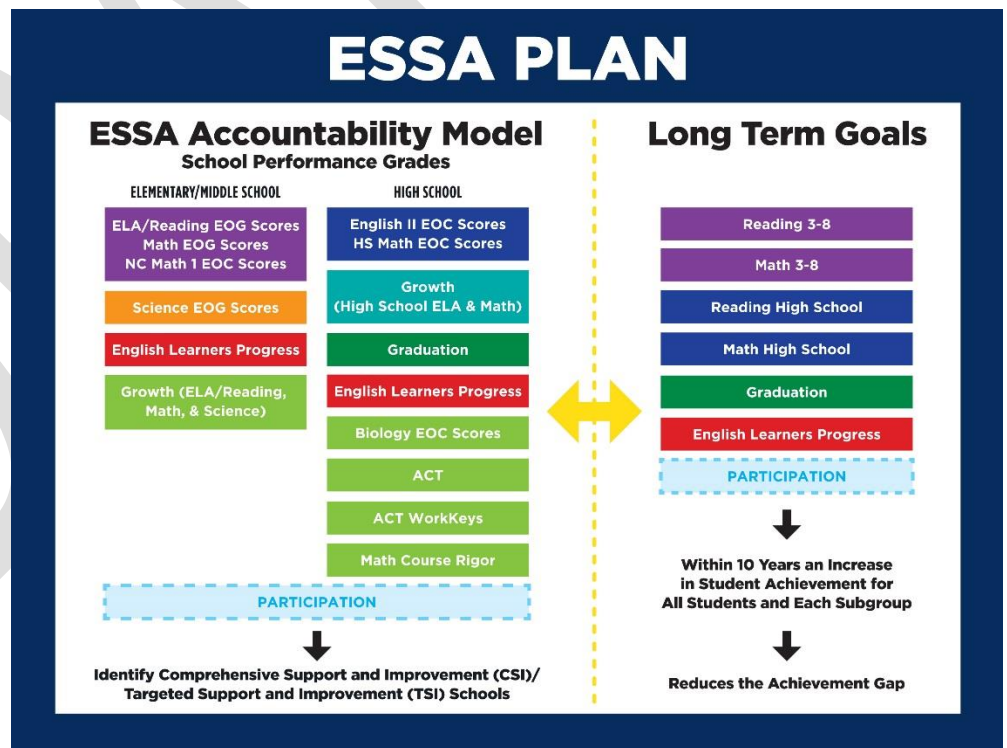 ESSA PLAN
ESSA Accountability Model
School Performance Grades
ELEMENTARY/MIDDLE SCHOOL
ELA/Reading EOG Scores
Math EOG Scores
NC Math 1 EOC Scores
Science EOG Scores
English Learners Progress
Growth (ELA/Reading,
Math, & Science)
HIGH SCHOOL
English II EOC Scores
HS Math EOC Scores
Growth
(High School ELA & Math)
Graduation
English Learners Progress
Biology EOC Scores
ACT
ACT WorkKeys
Math Course Rigor
PARTICIPATION
Identify Comprehensive Support and Improvement (CSI)/
Targeted Support and Improvement (TSI) Schools
Long Term Goals
Reading 3-8
Math 3-8
Reading High School
Math High School
Graduation
English Learners Progress
PARTICIPATION
Within 10 Years an Increase
in Student Achievement for
All Students and Each Subgroup
Reduces the Achievement Gap